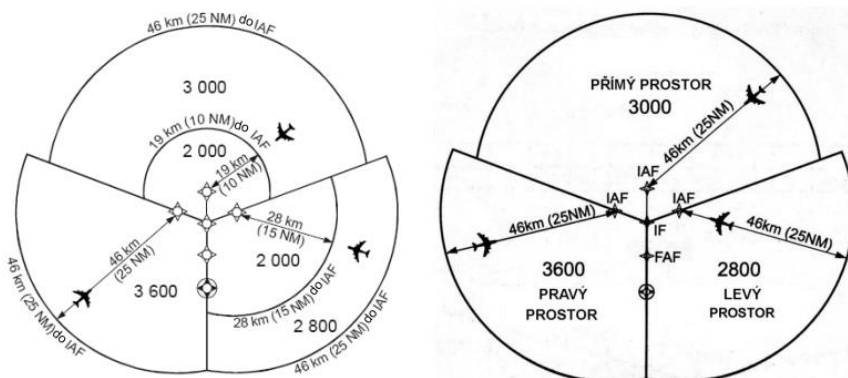 46 km (25 NM) do IAF
3 000
19 km (10 NM)do IAF
2 000
19 km
(10 NM)
28 km
(15 NM)
46 km
(25 NM)
2 000
3 600
28 km (15 NM)do IAF
2 800
46 km (25 NM)do IAF
46 km (25 NM)do IAF
PŘÍMÝ PROSTOR
3000
46km (25NM)
IAF
IAF
IAF
46km (25NM)
46km (25NM)
IF
FAF
3600
PRAVÝ
PROSTOR
2800
LEVÝ
PROSTOR